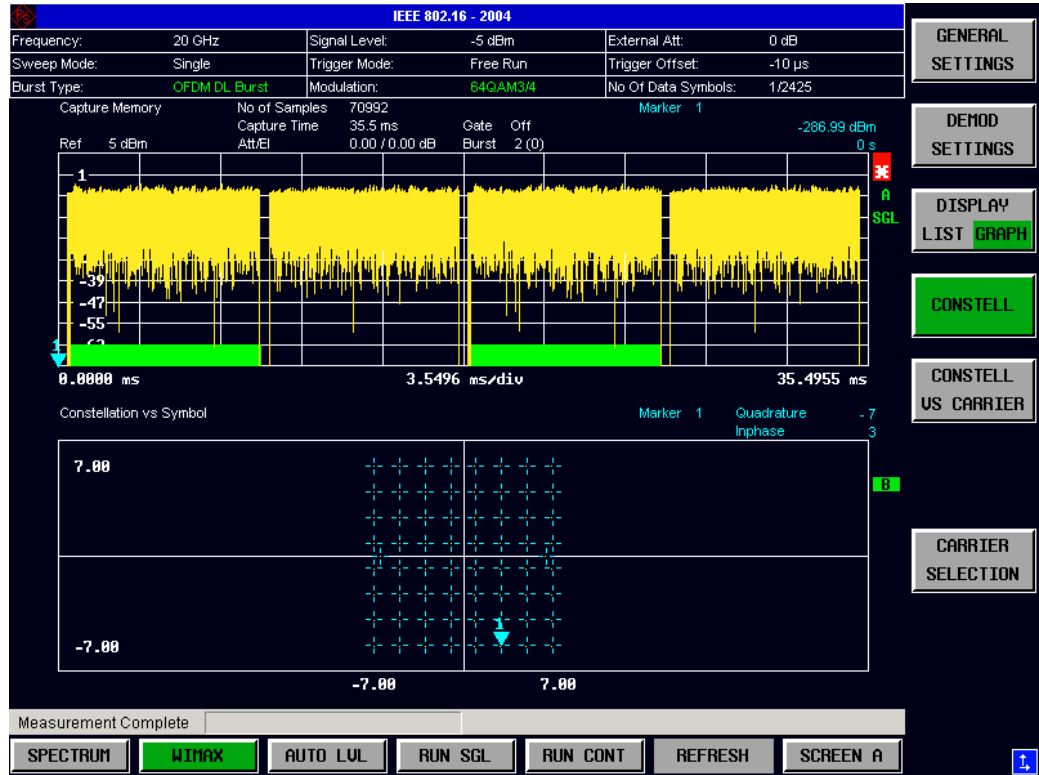 IEEE 802.16 - 2004
Frequency: 20 GHz Signal Level: -5 dBm External Att: 0 dB
Sweep Mode: Single Trigger Mode: Free Run Trigger Offset: -10 µs
Burst Type: OFDM DL Burst Modulation: 64QAM3/4 No Of Data Symbols: 1/2425
Capture Memory No of Samples 70992 Marker 1
Capture Time 35.5 ms Gate Off -286.99 dBm
Ref 5 dBm Att/El 0.00 / 0.00 dB Burst 2 (0) 0 s
1
A
SGL
-39
-47
-55
1
0.0000 ms 3.5496 ms/div 35.4955 ms
Constellation vs Symbol Marker 1 Quadrature - 7
Inphase 3
7.00
B
1
-7.00
-7.00 7.00
Measurement Complete
SPECTRUM WIMAX AUTO LVL RUN SGL RUN CONT REFRESH SCREEN A
GENERAL
SETTINGS
DEMOD
SETTINGS
DISPLAY
LIST GRAPH
CONSTELL
CONSTELL
VS CARRIER
CARRIER
SELECTION